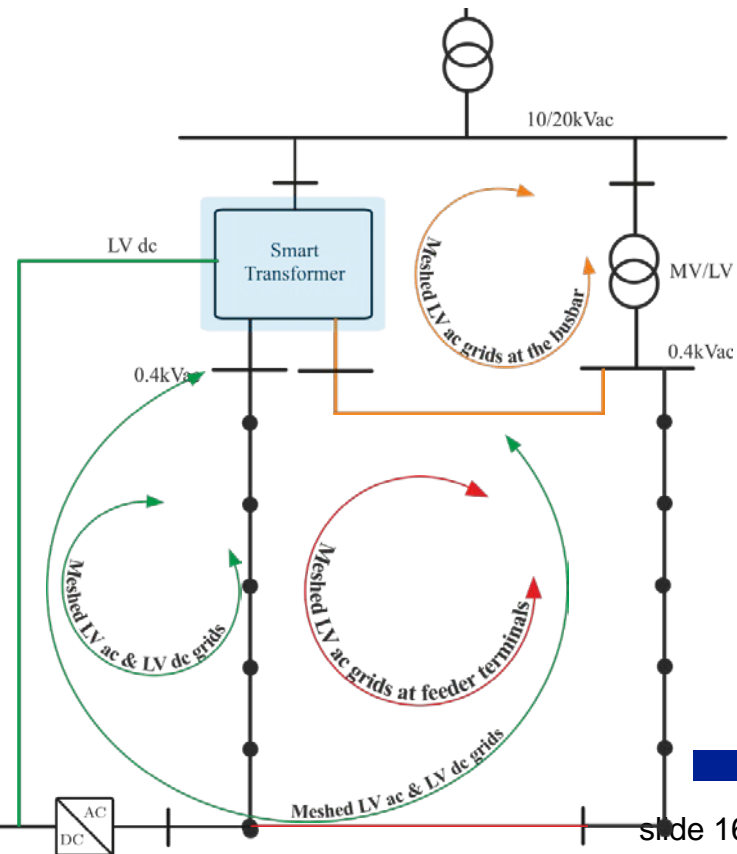 10/20kVac
LV dc
Smart
Transformer
Meshed LV ac grids at the busbar
MV/LV
0.4kVac
0.4kVac
Meshed LV ac & LV dc grids
Meshed LV ac grids at feeder terminals
Meshed LV ac & LV dc grids
AC
DC
slide 16